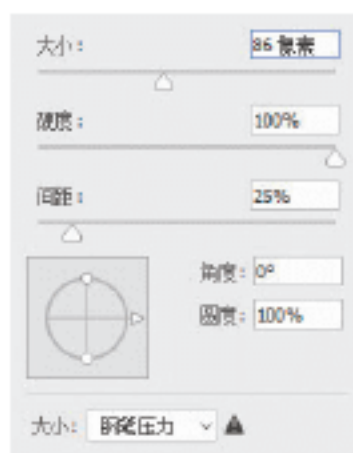 大小：
86 像素
硬度：
100%
间距：
25%
角度：0°
圆度：100%
大小： 钢笔压力